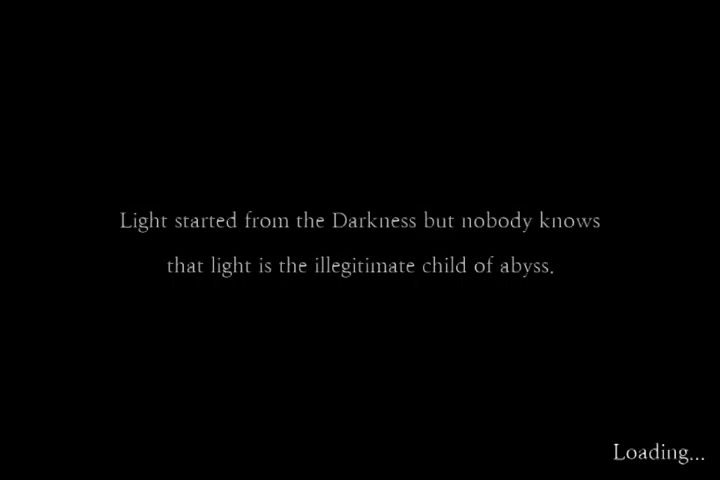 Light started from the Darkness but nobody knows
that light is the illegitimate child of abyss.
Loading...